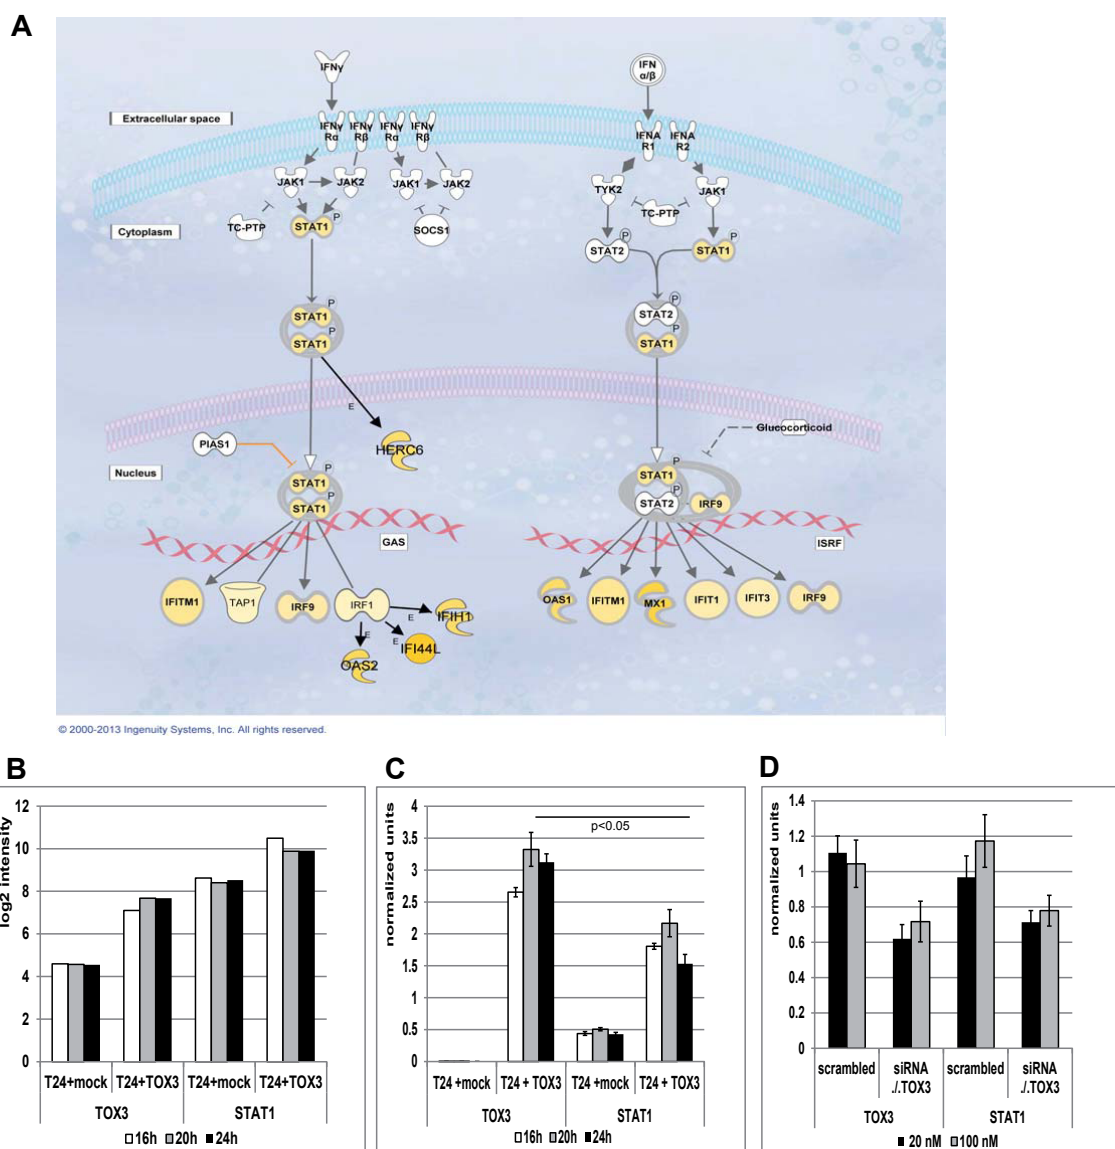 A
IFNγ
IFN
α/β
Extracellular space
IFNγ
Rα
IFNγ
Rβ
IFNγ
Rα
IFNγ
Rβ
IFNA
R1
IFNA
R2
JAK1
JAK2
JAK1
JAK2
TYK2
JAK1
TC-PTP
STAT1
P
SOCS1
TC-PTP
Cytoplasm
STAT2
P
STAT1
P
STAT1
P
STAT1
P
STAT2
P
STAT1
P
E
HERC6
PIAS1
Glucocorticoid
Nucleus
STAT1
P
STAT1
P
STAT1
P
STAT2
P
IRF9
GAS
ISRF
IFITM1
TAP1
IRF9
IRF1
E
IFIH1
E
IFI44L
E
OAS2
OAS1
IFITM1
MX1
IFIT1
IFIT3
IRF9
© 2000-2013 Ingenuity Systems, Inc. All rights reserved.
B
log2 intensity
12
10
8
6
4
2
0
T24+mock T24+TOX3 T24+mock T24+TOX3
TOX3 STAT1
16h 20h 24h
C
normalized units
4
3.5
3
2.5
2
1.5
1
0.5
0
p<0.05
T24 +mock T24 + TOX3 T24 +mock T24 + TOX3
TOX3 STAT1
16h 20h 24h
D
normalized units
1.4
1.2
1
0.8
0.6
0.4
0.2
0
scrambled siRNA scrambled siRNA
./.TOX3 ./.TOX3
TOX3 STAT1
20 nM 100 nM